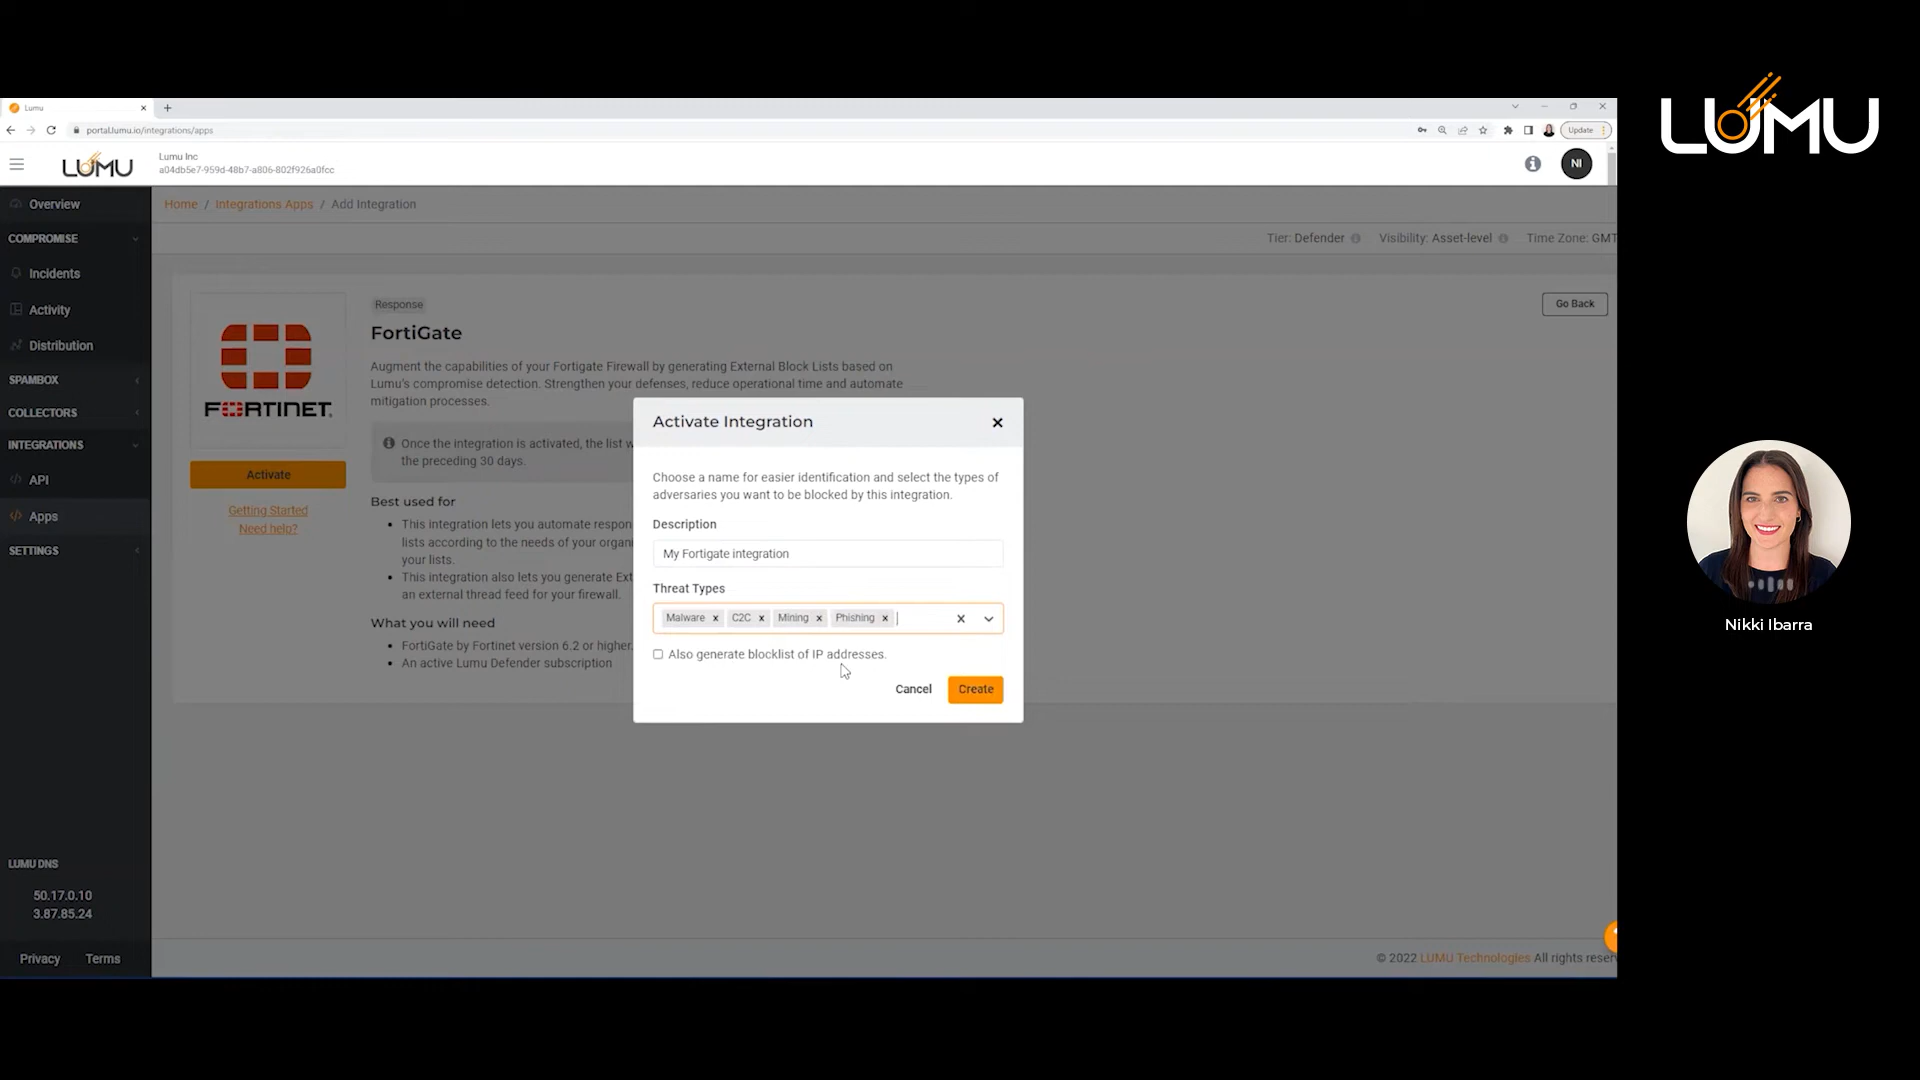 Lumu
portal.lumu.io/integrations/apps
Update
LUMU
Lumu Inc
a04db5e7-959d-48b7-a806-802f926a0fcc
NI
LUMU
Overview
COMPROMISE
Incidents
Activity
Distribution
SPAMBOX
COLLECTORS
INTEGRATIONS
API
Apps
SETTINGS
LUMU DNS
50.17.0.10
3.87.85.24
Privacy Terms
Home / Integrations Apps / Add Integration
Tier: Defender Visibility: Asset-level Time Zone: GMT
FORTINET
Activate
Getting Started
Need help?
Response
FortiGate
Go Back
Augment the capabilities of your Fortigate Firewall by generating External Block Lists based on
Lumu's compromise detection. Strengthen your defenses, reduce operational time and automate
mitigation processes.
Once the integration is activated, the list
the preceding 30 days.
Best used for
This integration lets you automate
lists according to the needs of your
your lists.
This integration also lets you generate
an external thread feed for your firewall.
What you will need
FortiGate by Fortinet version 6.2 or higher.
An active Lumu Defender subscription
Activate Integration
Choose a name for easier identification and select the types of
adversaries you want to be blocked by this integration.
Description
My Fortigate integration
Threat Types
Malware C2C Mining Phishing
Also generate blocklist of IP addresses.
Cancel Create
© 2022 LUMU Technologies All rights
Nikki Ibarra